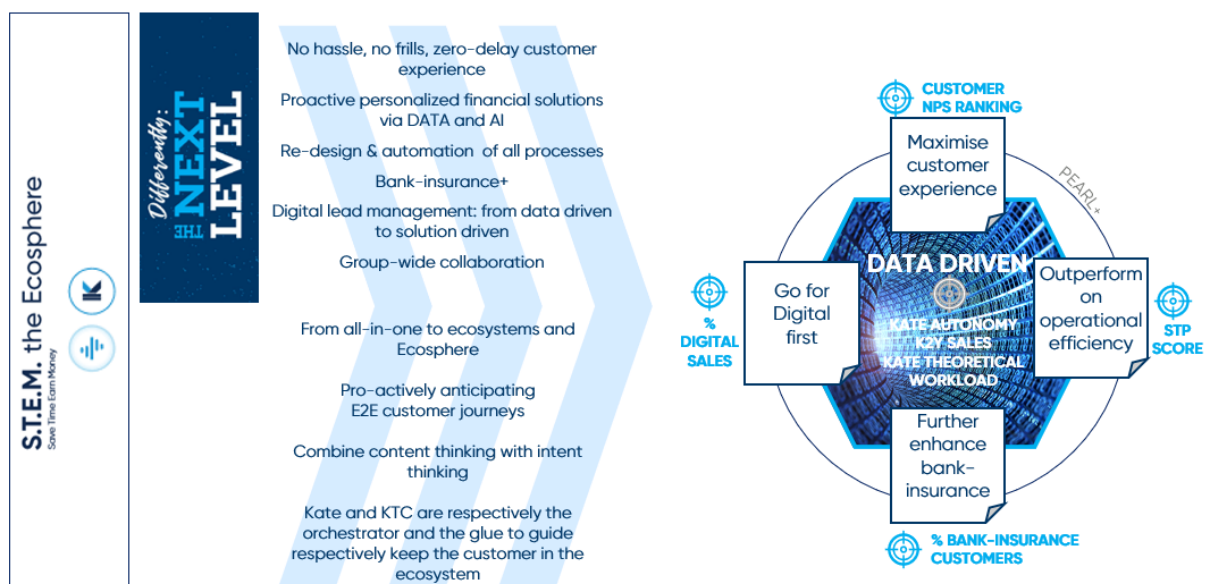 S.T.E.M. the Ecosphere
Save Time Earn Money
K
Differently:
THE NEXT
LEVEL
No hassle, no frills, zero-delay customer
experience
Proactive personalized financial solutions
via DATA and AI
Re-design & automation of all processes
Bank-insurance+
Digital lead management: from data driven
to solution driven
Group-wide collaboration
From all-in-one to ecosystems and
Ecosphere
Pro-actively anticipating
E2E customer journeys
Combine content thinking with intent
thinking
Kate and KTC are respectively the
orchestrator and the glue to guide
respectively keep the customer in the
ecosystem
CUSTOMER
NPS RANKING
Maximise
customer
experience
PEARL+
DATA DRIVEN
KATE AUTONOMY
K2Y SALES
KATE THEORETICAL
WORKLOAD
%
DIGITAL
SALES
Go for
Digital
first
Outperform
on
operational
efficiency
STP
SCORE
Further
enhance
bank-
insurance
% BANK-INSURANCE
CUSTOMERS